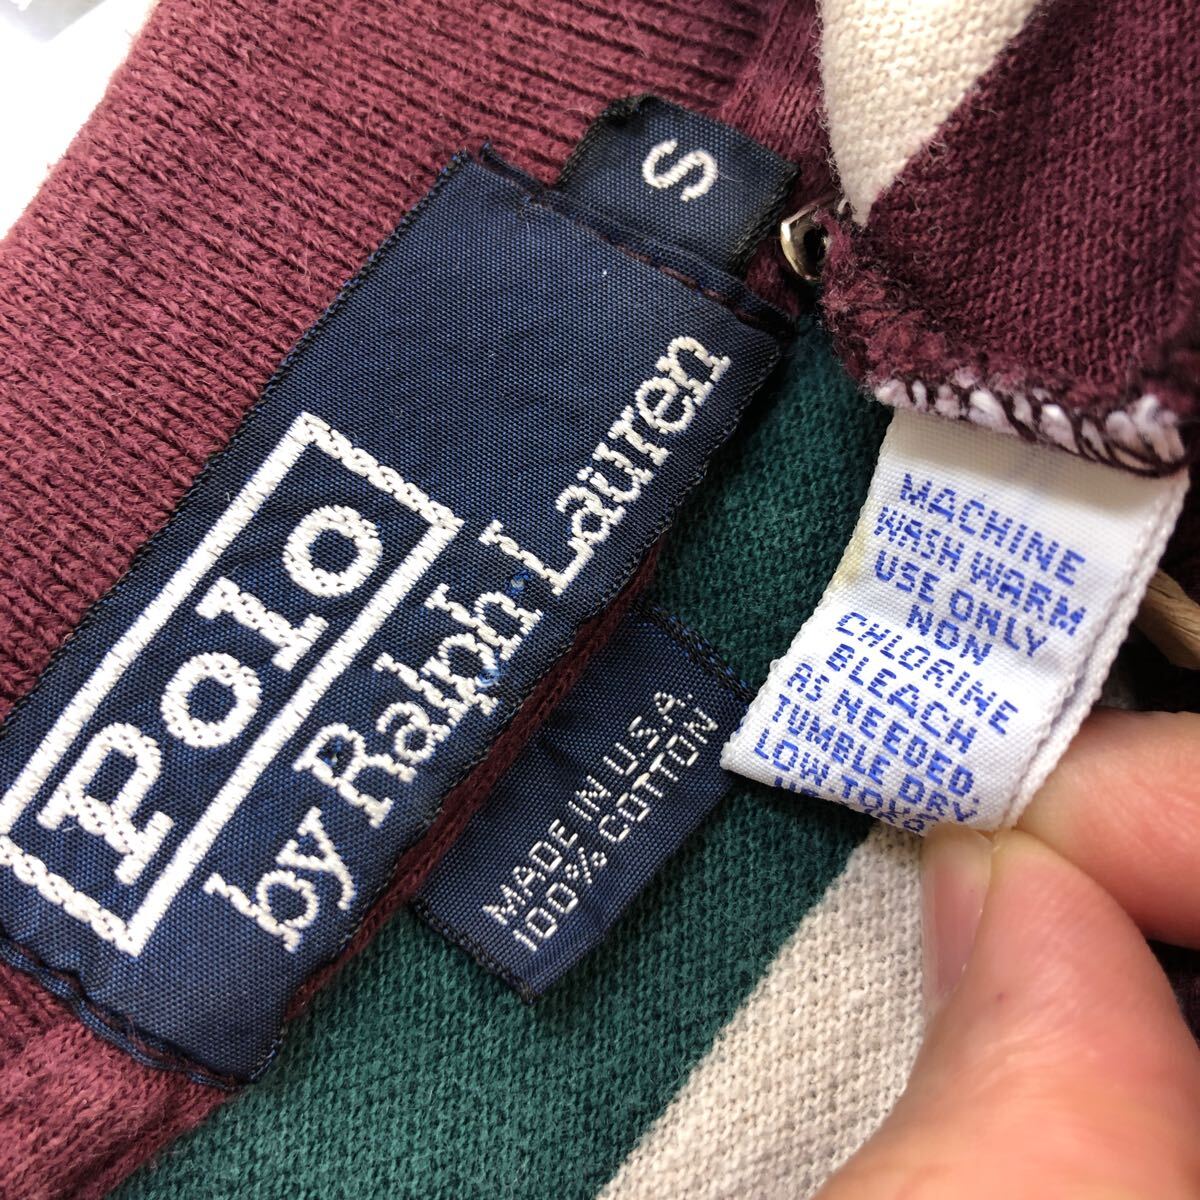 S
Polo
by Ralph Lauren
MADE IN U.S.A.
100% COTTON
MACHINE
WASH WARM
USE ONLY
NON
CHLORINE
BLEACH
AS NEEDED.
TUMBLE DRY